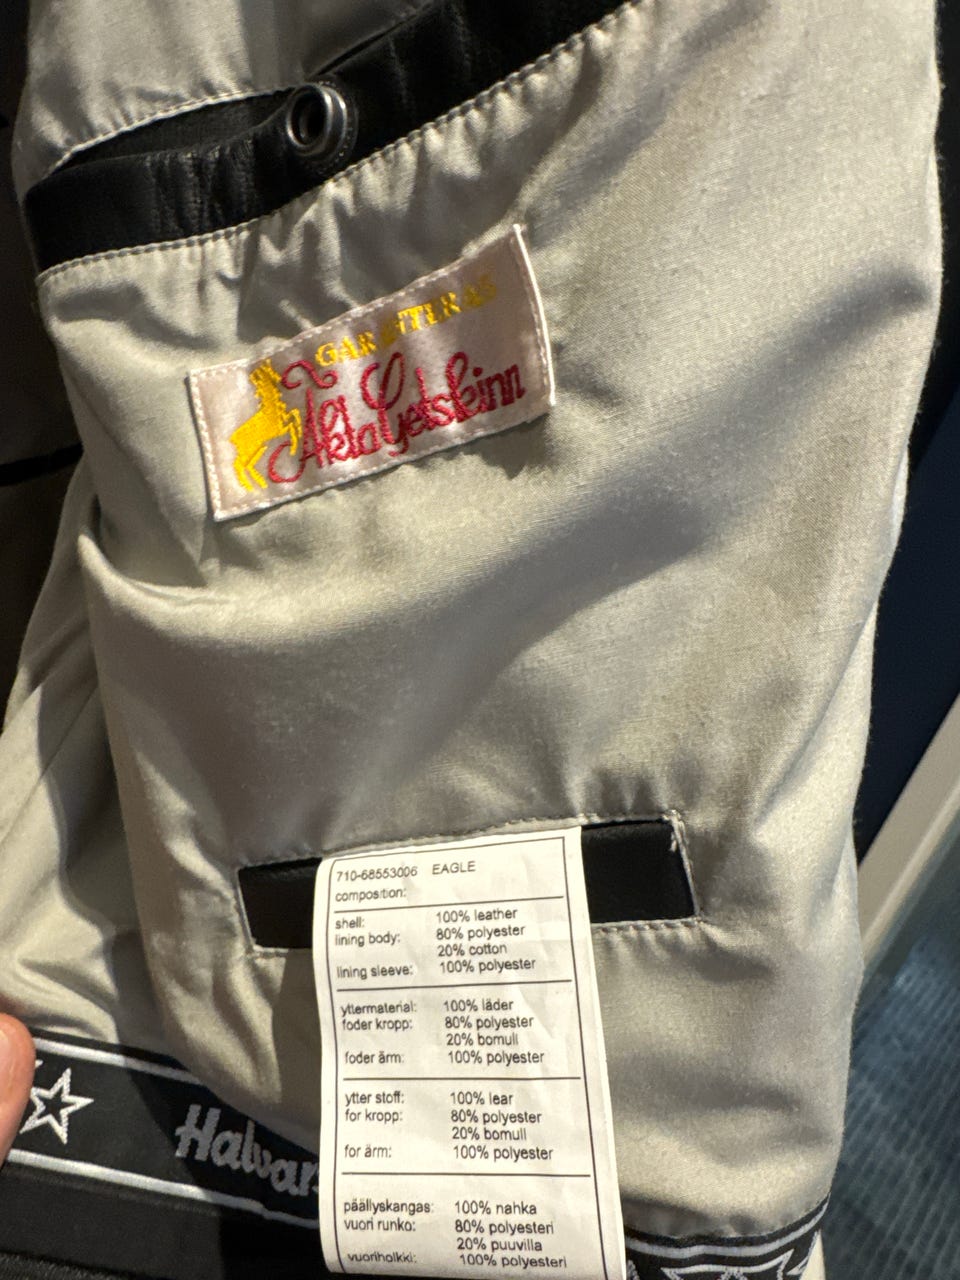 GARANTERAS
Äkta Getskinn
710-68553006 EAGLE
composition:
shell: 100% leather
lining body: 80% polyester
20% cotton
lining sleeve: 100% polyester
yttermaterial: 100% läder
foder kropp: 80% polyester
20% bomull
foder ärm: 100% polyester
ytter stoff: 100% lear
for kropp: 80% polyester
20% bomull
for ärm: 100% polyester
päällyskangas: 100% nahka
vuori runko: 80% polyesteri
20% puuvilla
vuoriholkki: 100% polyesteri
Halvars